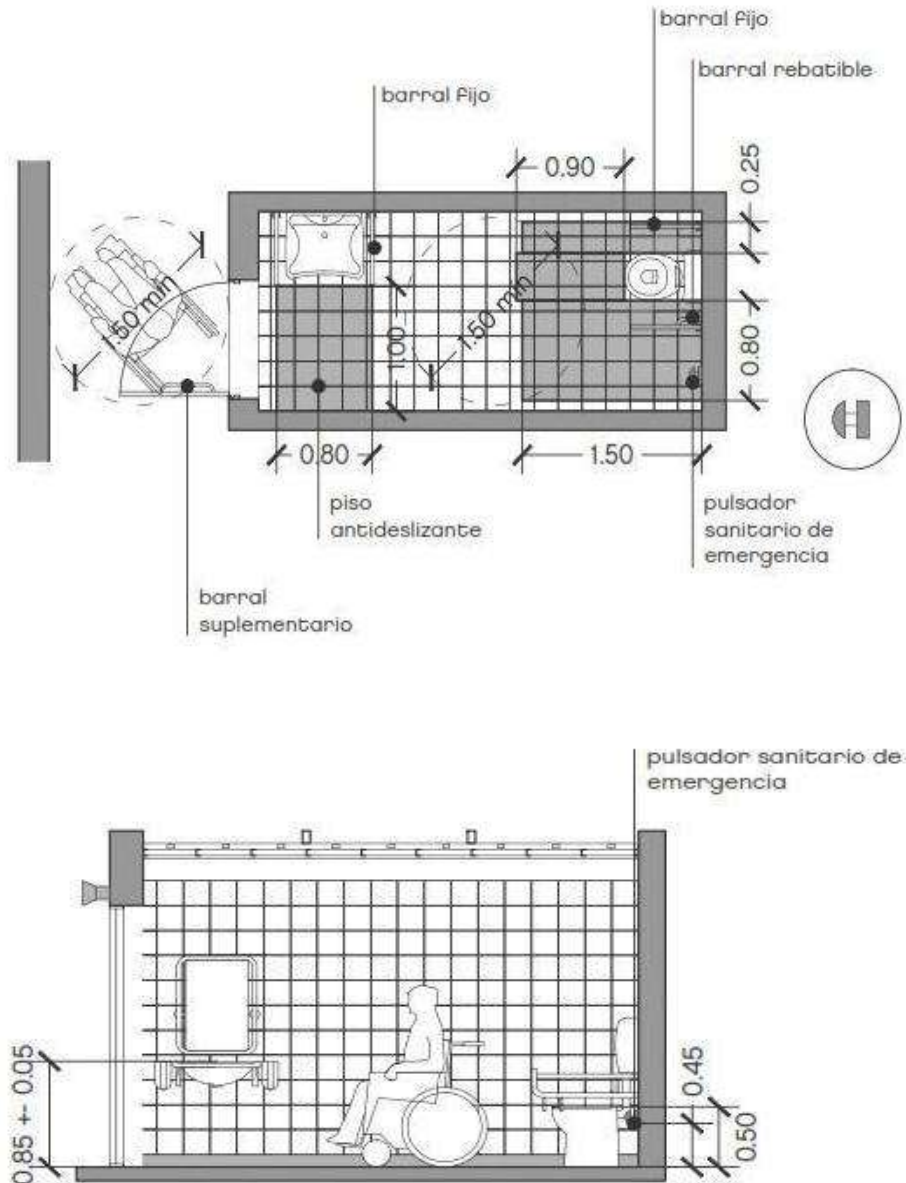 barral fijo
barral rebatible
barral fijo
0.90
0.25
1.50 min
1.50 min
1.00
0.80
0.80
1.50
piso
antideslizante
pulsador
sanitario de
emergencia
barral
suplementario
pulsador sanitario de
emergencia
0.85 +- 0.05
0.45
0.50